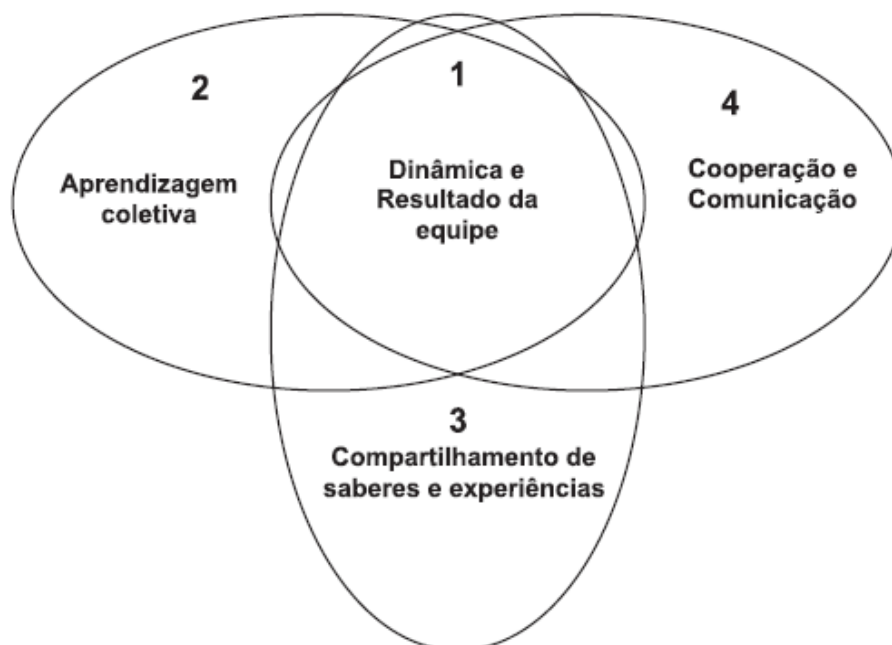 2
Aprendizagem
coletiva
1
Dinâmica e
Resultado da
equipe
4
Cooperação e
Comunicação
3
Compartilhamento de
saberes e experiências